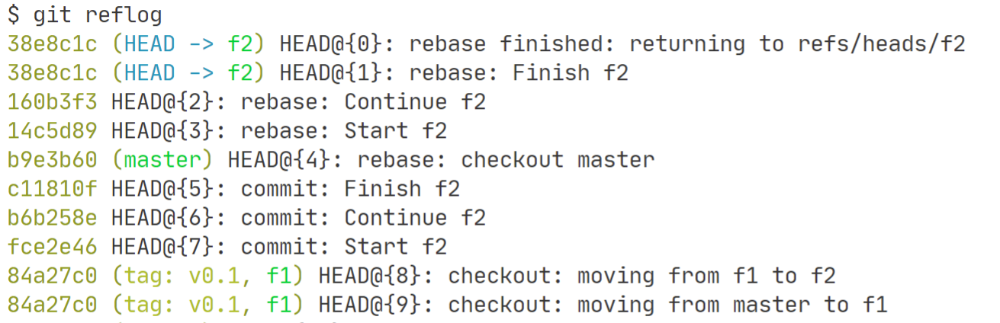 $ git reflog
38e8c1c (HEAD -> f2) HEAD@{0}: rebase finished: returning to refs/heads/f2
38e8c1c (HEAD -> f2) HEAD@{1}: rebase: Finish f2
160b3f3 HEAD@{2}: rebase: Continue f2
14c5d89 HEAD@{3}: rebase: Start f2
b9e3b60 (master) HEAD@{4}: rebase: checkout master
c11810f HEAD@{5}: commit: Finish f2
b6b258e HEAD@{6}: commit: Continue f2
fce2e46 HEAD@{7}: commit: Start f2
84a27c0 (tag: v0.1, f1) HEAD@{8}: checkout: moving from f1 to f2
84a27c0 (tag: v0.1, f1) HEAD@{9}: checkout: moving from master to f1